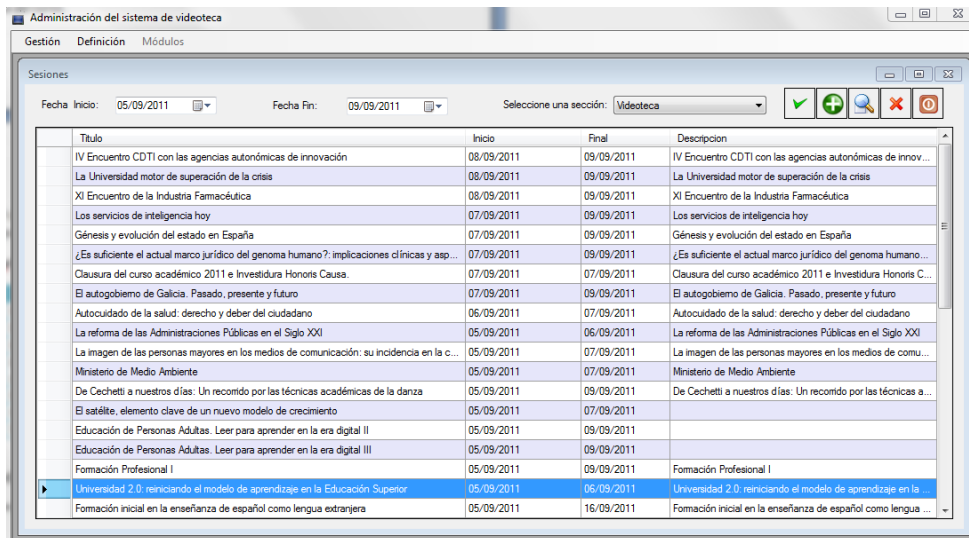 Administración del sistema de videoteca
Gestión Definición Módulos
Sesiones
Fecha Inicio: 05/09/2011 Fecha Fin: 09/09/2011 Seleccione una sección: Videoteca
Titulo Inicio Final Descripcion
IV Encuentro CDTI con las agencias autonómicas de innovación 08/09/2011 09/09/2011 IV Encuentro CDTI con las agencias autonómicas de innov...
La Universidad motor de superación de la crisis 08/09/2011 09/09/2011 La Universidad motor de superación de la crisis
XI Encuentro de la Industria Farmacéutica 08/09/2011 09/09/2011 XI Encuentro de la Industria Farmacéutica
Los servicios de inteligencia hoy 07/09/2011 09/09/2011 Los servicios de inteligencia hoy
Génesis y evolución del estado en España 07/09/2011 09/09/2011 Génesis y evolución del estado en España
¿Es suficiente el actual marco jurídico del genoma humano?: implicaciones clínicas y asp... 07/09/2011 09/09/2011 ¿Es suficiente el actual marco jurídico del genoma humano...
Clausura del curso académico 2011 e Investidura Honoris Causa. 07/09/2011 07/09/2011 Clausura del curso académico 2011 e Investidura Honoris C...
El autogobierno de Galicia. Pasado, presente y futuro 07/09/2011 09/09/2011 El autogobierno de Galicia. Pasado, presente y futuro
Autocuidado de la salud: derecho y deber del ciudadano 06/09/2011 07/09/2011 Autocuidado de la salud: derecho y deber del ciudadano
La reforma de las Administraciones Públicas en el Siglo XXI 05/09/2011 06/09/2011 La reforma de las Administraciones Públicas en el Siglo XXI
La imagen de las personas mayores en los medios de comunicación: su incidencia en la c... 05/09/2011 07/09/2011 La imagen de las personas mayores en los medios de comu...
Ministerio de Medio Ambiente 05/09/2011 07/09/2011 Ministerio de Medio Ambiente
De Cechetti a nuestros días: Un recorrido por las técnicas académicas de la danza 05/09/2011 09/09/2011 De Cechetti a nuestros días: Un recorrido por las técnicas a...
El satélite, elemento clave de un nuevo modelo de crecimiento 05/09/2011 07/09/2011
Educación de Personas Adultas. Leer para aprender en la era digital II 05/09/2011 09/09/2011
Educación de Personas Adultas. Leer para aprender en la era digital III 05/09/2011 09/09/2011
Formación Profesional I 05/09/2011 09/09/2011 Formación Profesional I
Universidad 2.0: reiniciando el modelo de aprendizaje en la Educación Superior 05/09/2011 06/09/2011 Universidad 2.0: reiniciando el modelo de aprendizaje en la ...
Formación inicial en la enseñanza de español como lengua extranjera 05/09/2011 16/09/2011 Formación inicial en la enseñanza de español como lengua ...